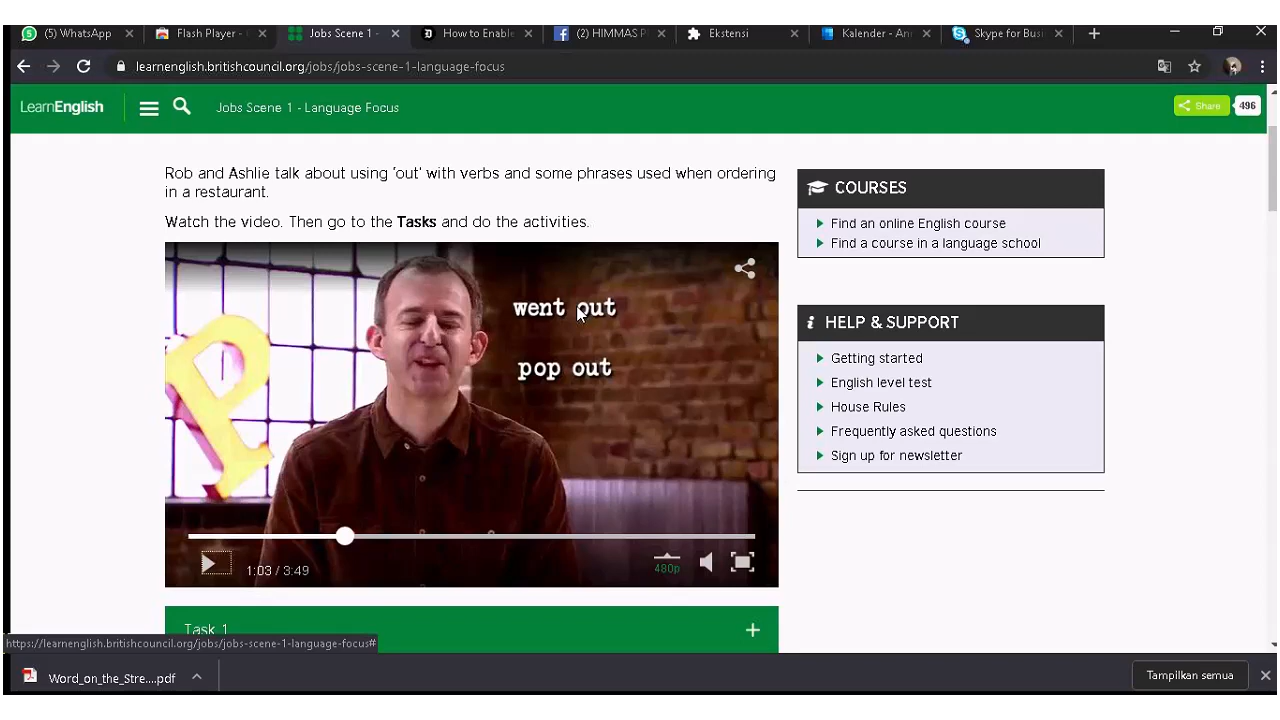 (5) WhatsApp
Flash Player -
Jobs Scene 1 -
How to Enable
(2) HIMMAS P
Ekstensi
Kalender - Ann
Skype for Busi
learnenglish.britishcouncil.org/jobs/jobs-scene-1-language-focus
LearnEnglish
Jobs Scene 1 - Language Focus
Share
496
Rob and Ashlie talk about using 'out' with verbs and some phrases used when ordering
in a restaurant.
Watch the video. Then go to the Tasks and do the activities.
went out
pop out
1:03 / 3:49
480p
Task 1
COURSES
Find an online English course
Find a course in a language school
HELP & SUPPORT
Getting started
English level test
House Rules
Frequently asked questions
Sign up for newsletter
https://learnenglish.britishcouncil.org/jobs/jobs-scene-1-language-focus#
Word_on_the_Stre....pdf
Tampilkan semua